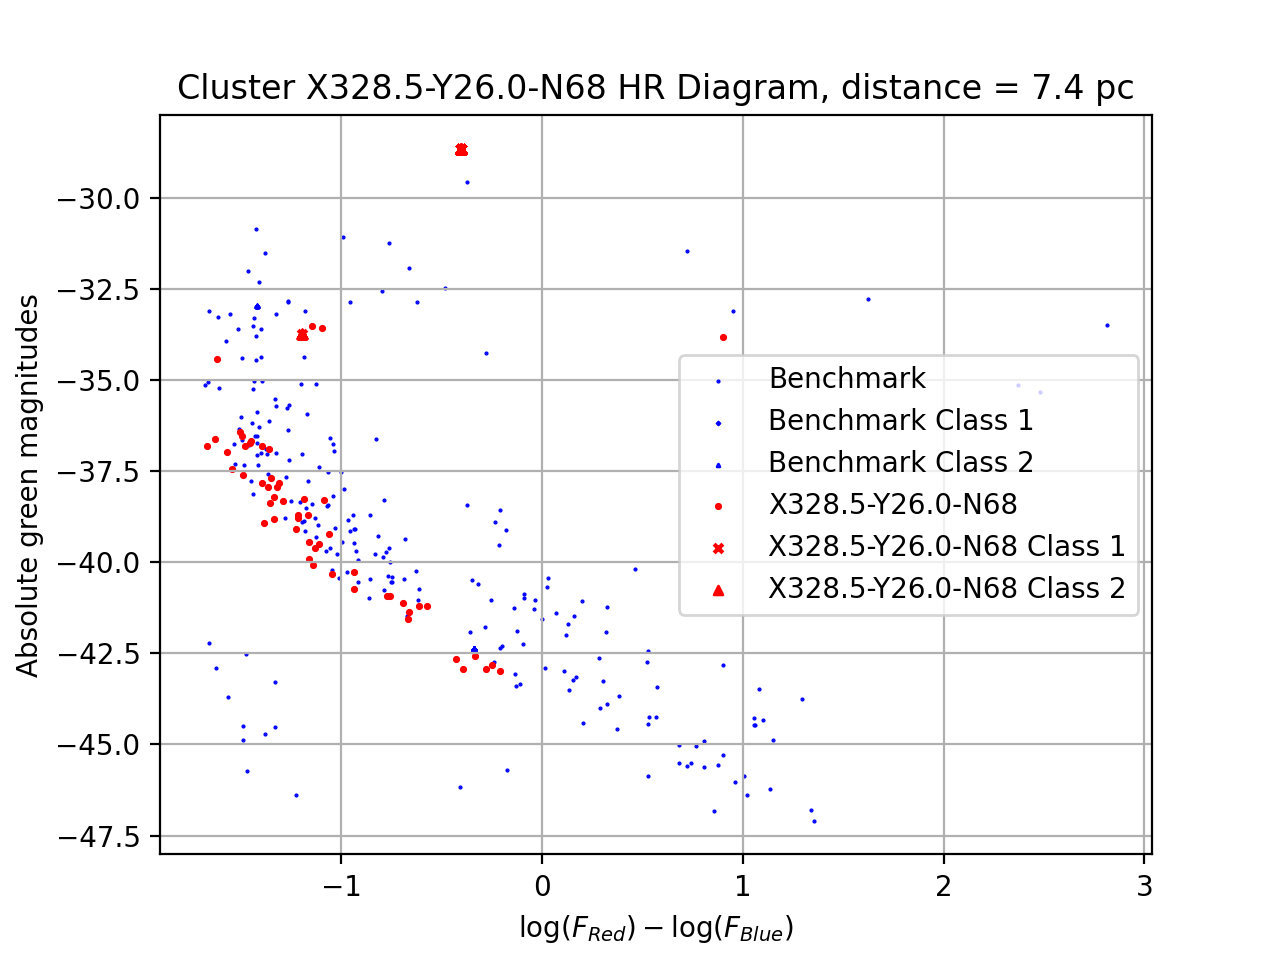 Cluster X328.5-Y26.0-N68 HR Diagram, distance = 7.4 pc
Absolute green magnitudes
−30.0
−32.5
−35.0
−37.5
−40.0
−42.5
−45.0
−47.5
Benchmark
Benchmark Class 1
Benchmark Class 2
X328.5-Y26.0-N68
X328.5-Y26.0-N68 Class 1
X328.5-Y26.0-N68 Class 2
−1 0 1 2 3
log(F_Red) − log(F_Blue)